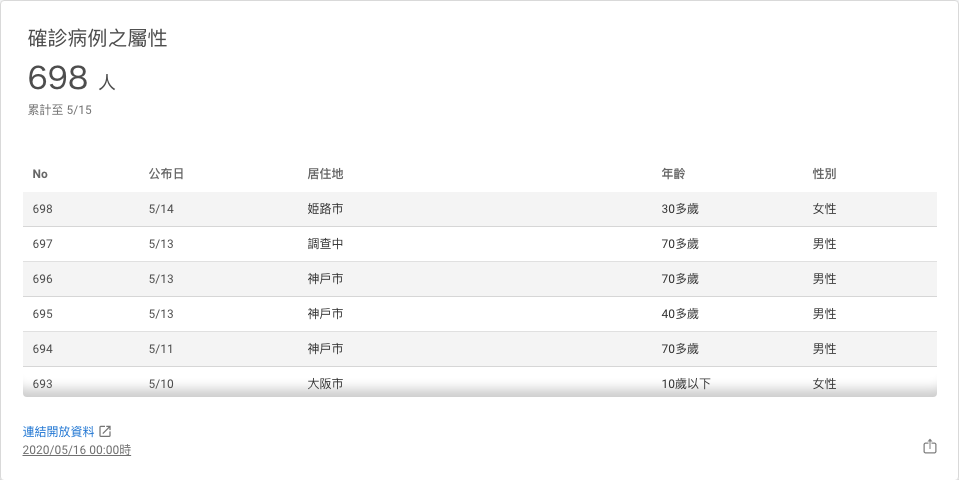 確診病例之屬性
698 人
累計至 5/15
No 公布日 居住地 年齡 性別
698 5/14 姬路市 30多歲 女性
697 5/13 調查中 70多歲 男性
696 5/13 神戶市 70多歲 男性
695 5/13 神戶市 40多歲 男性
694 5/11 神戶市 70多歲 男性
693 5/10 大阪市 10歲以下 女性
連結開放資料
2020/05/16 00:00時